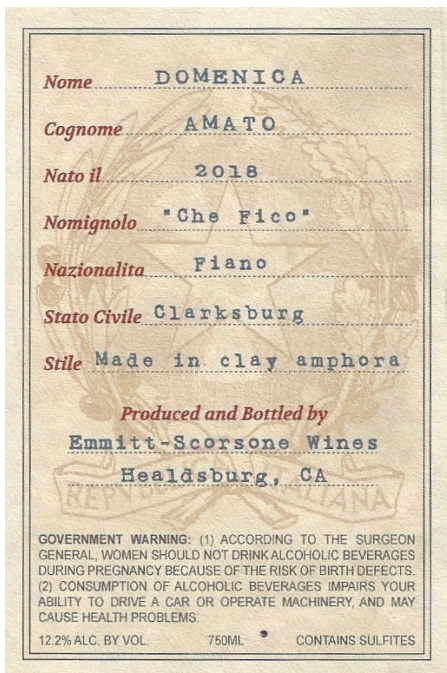 Nome DOMENICA
Cognome AMATO
Nato il 2018
Nomignolo "Che Fico"
Nazionalita Fiano
Stato Civile Clarksburg
Stile Made in clay amphora
Produced and Bottled by
Emmitt-Scorsone Wines
Healdsburg, CA
GOVERNMENT WARNING: (1) ACCORDING TO THE SURGEON
GENERAL, WOMEN SHOULD NOT DRINK ALCOHOLIC BEVERAGES
DURING PREGNANCY BECAUSE OF THE RISK OF BIRTH DEFECTS.
(2) CONSUMPTION OF ALCOHOLIC BEVERAGES IMPAIRS YOUR
ABILITY TO DRIVE A CAR OR OPERATE MACHINERY, AND MAY
CAUSE HEALTH PROBLEMS.
12.2% ALC. BY VOL. 750ML CONTAINS SULFITES